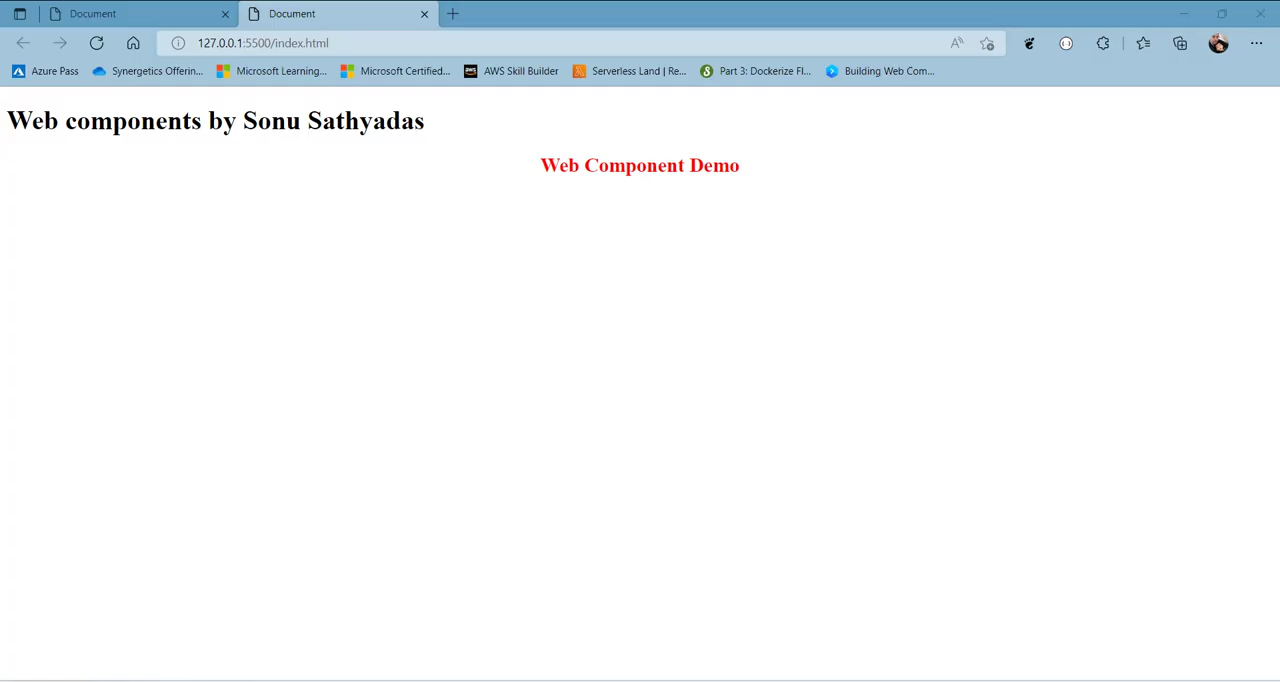 Document
Document
127.0.0.1:5500/index.html
Azure Pass
Synergetics Offerin...
Microsoft Learning...
Microsoft Certified...
aws
AWS Skill Builder
Serverless Land | Re...
Part 3: Dockerize Fl...
Building Web Com...
Web components by Sonu Sathyadas
Web Component Demo